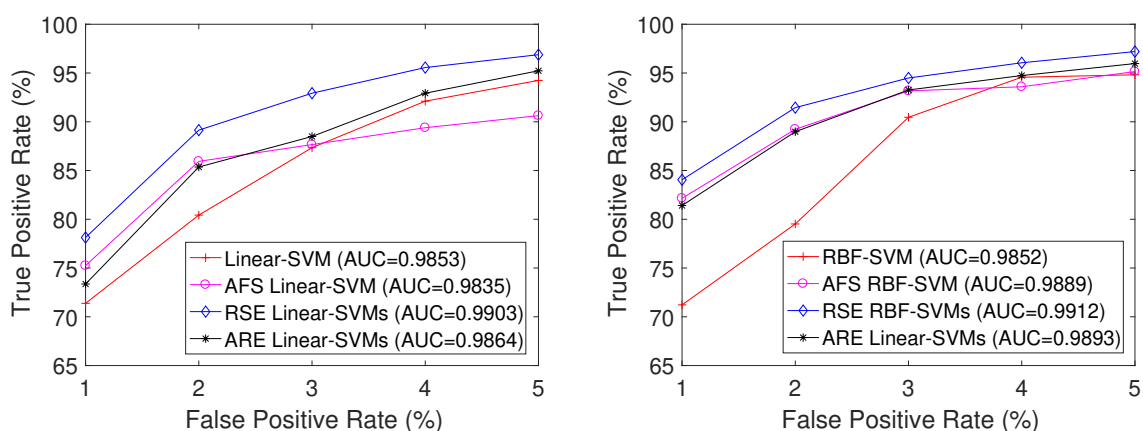 100
95
90
85
80
75
70
65
True Positive Rate (%)
Linear-SVM (AUC=0.9853)
AFS Linear-SVM (AUC=0.9835)
RSE Linear-SVMs (AUC=0.9903)
ARE Linear-SVMs (AUC=0.9864)
1 2 3 4 5
False Positive Rate (%)
100
95
90
85
80
75
70
65
True Positive Rate (%)
RBF-SVM (AUC=0.9852)
AFS RBF-SVM (AUC=0.9889)
RSE RBF-SVMs (AUC=0.9912)
ARE Linear-SVMs (AUC=0.9893)
1 2 3 4 5
False Positive Rate (%)